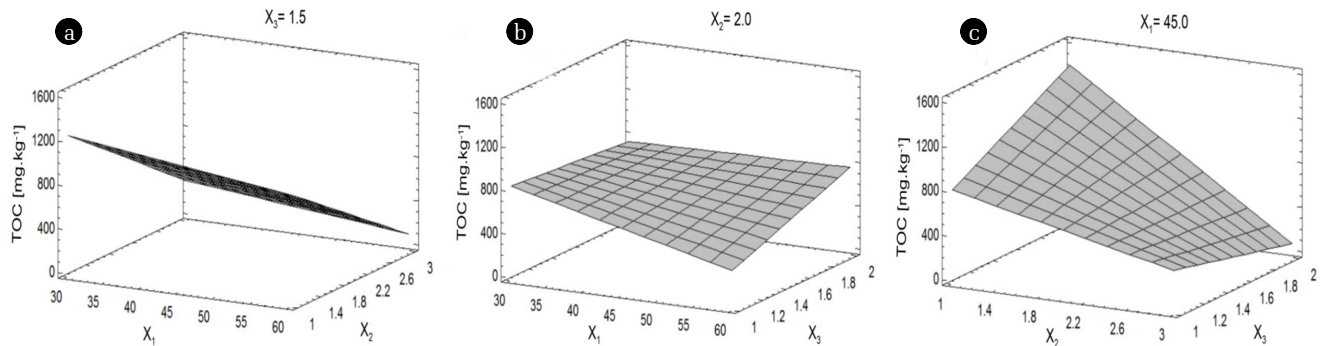 a
X₃= 1.5
TOC [mg.kg⁻¹]
1600
1200
800
400
0
30 35 40 45 50 55 60
X₁
1 1.4 1.8 2.2 2.6 3
X₂
b
X₂= 2.0
TOC [mg.kg⁻¹]
1600
1200
800
400
0
30 35 40 45 50 55 60
X₁
1 1.2 1.4 1.6 1.8 2
X₃
c
X₁= 45.0
TOC [mg.kg⁻¹]
1600
1200
800
400
0
1 1.4 1.8 2.2 2.6 3
X₂
1 1.2 1.4 1.6 1.8 2
X₃